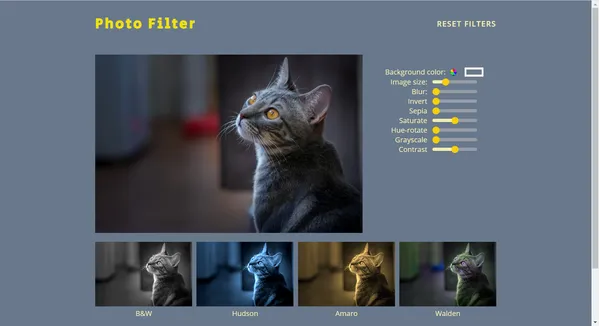 Photo Filter
RESET FILTERS
Background color:
Image size:
Blur:
Invert
Sepia
Saturate
Hue-rotate
Grayscale
Contrast
B&W
Hudson
Amaro
Walden